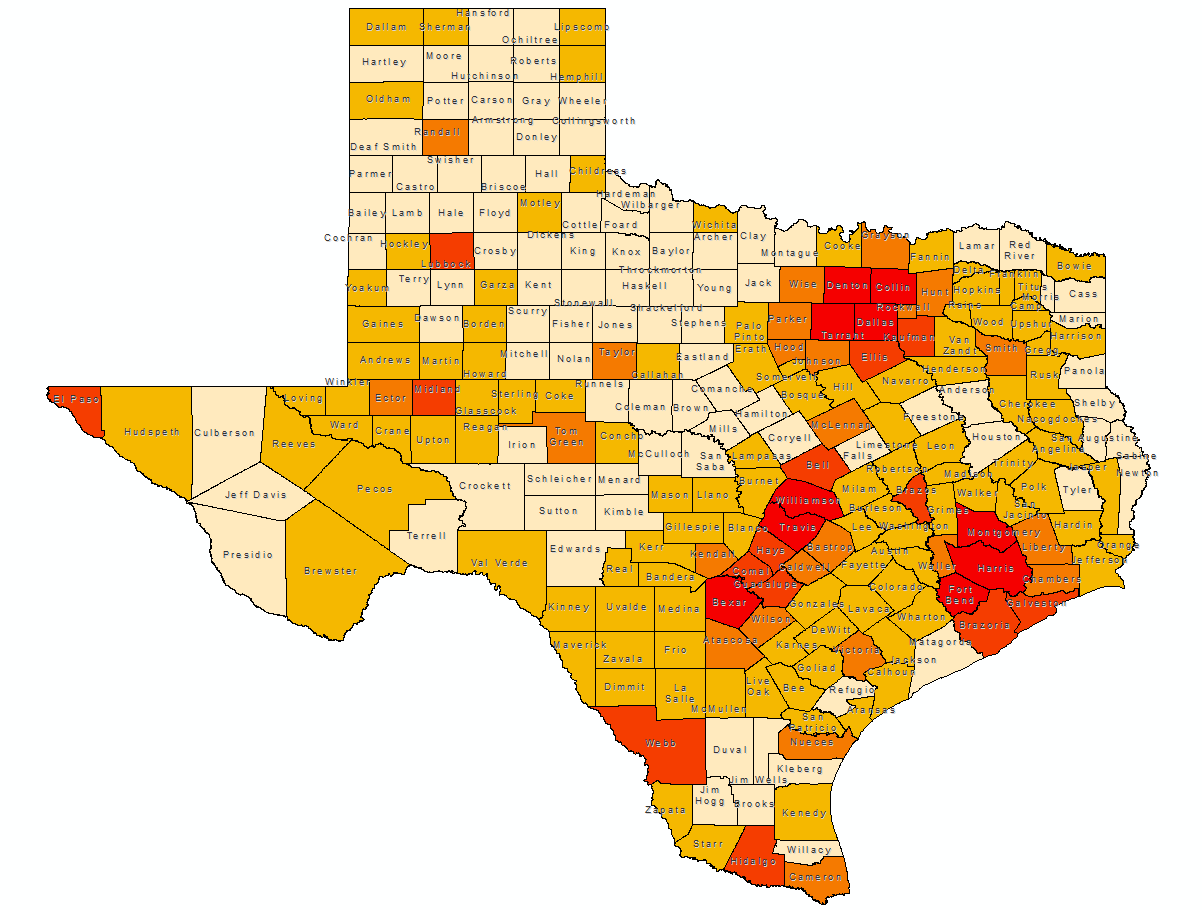 Hansford
Dallam
Sherman
Lipscomb
Ochiltree
Hartley
Moore
Roberts
Hutchinson
Hemphill
Oldham
Potter
Carson
Gray
Wheeler
Armstrong
Collingsworth
Randall
Donley
Deaf Smith
Swisher
Parmer
Hall
Childress
Castro
Briscoe
Hardeman
Motley
Wilbarger
Bailey
Lamb
Hale
Floyd
Cottle
Foard
Wichita
Dickens
Archer
Clay
Cochran
Hockley
Lubbock
Crosby
King
Knox
Baylor
Montague
Cooke
Grayson
Fannin
Lamar
Red
River
Bowie
Throckmorton
Delta
Franklin
Terry
Yoakum
Lynn
Garza
Kent
Haskell
Young
Jack
Wise
Denton
Collin
Hunt
Hopkins
Titus
Morris
Cass
Stonewall
Shackelford
Rockwall
Rains
Camp
Gaines
Dawson
Borden
Scurry
Fisher
Jones
Stephens
Palo
Pinto
Parker
Tarrant
Dallas
Kaufman
Van
Zandt
Wood
Upshur
Marion
Harrison
Andrews
Martin
Howard
Mitchell
Nolan
Taylor
Callahan
Eastland
Erath
Hood
Johnson
Ellis
Smith
Gregg
Rusk
Panola
Winkler
Loving
Ector
Midland
Glasscock
Sterling
Coke
Runnels
Coleman
Brown
Comanche
Somervell
Bosque
Hill
Navarro
Henderson
Anderson
Cherokee
Shelby
Nacogdoches
El Paso
Hudspeth
Culberson
Reeves
Ward
Crane
Upton
Reagan
Irion
Tom
Green
Concho
McCulloch
San
Saba
Mills
Hamilton
Coryell
McLennan
Limestone
Freestone
Leon
Houston
Angelina
San Augustine
Sabine
Newton
Jasper
Jeff Davis
Pecos
Crockett
Schleicher
Menard
Mason
Llano
Lampasas
Burnet
Bell
Falls
Robertson
Madison
Trinity
Polk
Tyler
Presidio
Brewster
Terrell
Sutton
Kimble
Gillespie
Blanco
Williamson
Travis
Milam
Burleson
Brazos
Grimes
Walker
San
Jacinto
Hardin
Orange
Val Verde
Edwards
Real
Kerr
Bandera
Kendall
Hays
Comal
Guadalupe
Caldwell
Bastrop
Lee
Washington
Austin
Fayette
Waller
Montgomery
Liberty
Jefferson
Chambers
Harris
Fort
Bend
Galveston
Brazoria
Kinney
Uvalde
Medina
Bexar
Wilson
Gonzales
Lavaca
Colorado
Wharton
Maverick
Zavala
Frio
Atascosa
Karnes
DeWitt
Victoria
Jackson
Matagorda
Calhoun
Goliad
Dimmit
La
Salle
McMullen
Live
Oak
Bee
Refugio
Aransas
San
Patricio
Nueces
Webb
Duval
Jim Wells
Kleberg
Zapata
Jim
Hogg
Brooks
Kenedy
Starr
Hidalgo
Willacy
Cameron